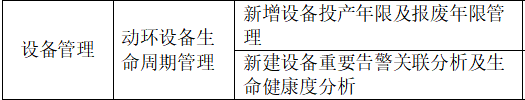 设备管理
动环设备生
命周期管理
新增设备投产年限及报废年限管
理
新建设备重要告警关联分析及生
命健康度分析